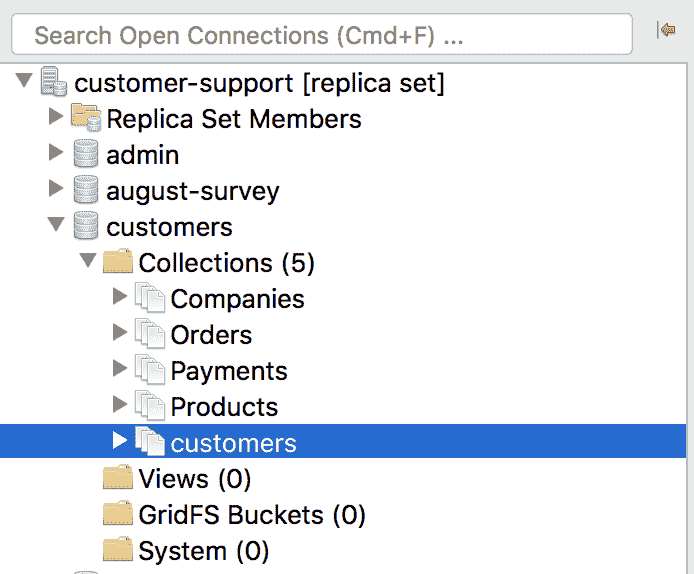 Search Open Connections (Cmd+F) ...
customer-support [replica set]
Replica Set Members
admin
august-survey
customers
Collections (5)
Companies
Orders
Payments
Products
customers
Views (0)
GridFS Buckets (0)
System (0)